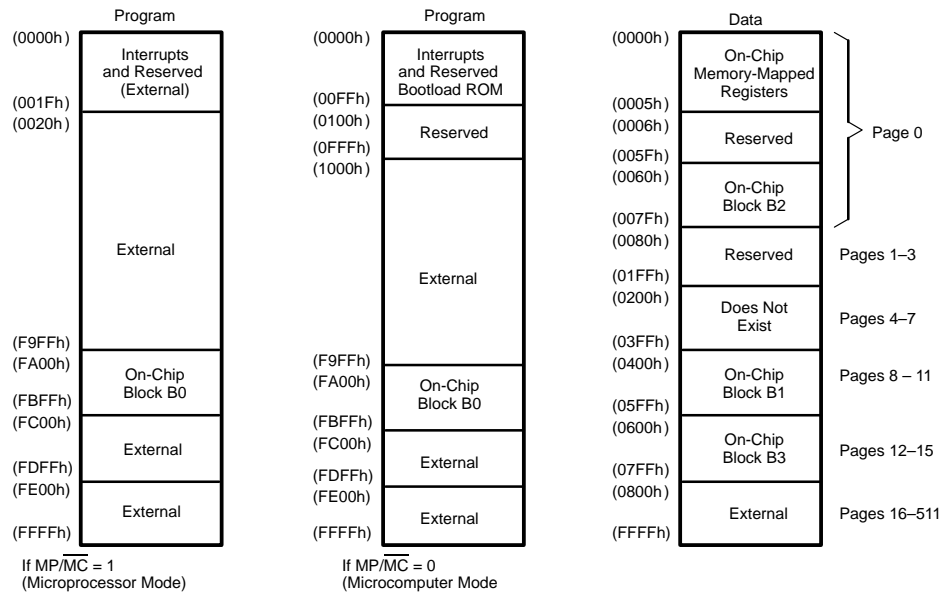 Program
(0000h)
Interrupts
and Reserved
(External)
(001Fh)
(0020h)
External
(F9FFh)
(FA00h)
On-Chip
Block B0
(FBFFh)
(FC00h)
External
(FDFFh)
(FE00h)
External
(FFFFh)
If MP/MC = 1
(Microprocessor Mode)
Program
(0000h)
Interrupts
and Reserved
Bootload ROM
(00FFh)
(0100h)
Reserved
(0FFFh)
(1000h)
External
(F9FFh)
(FA00h)
On-Chip
Block B0
(FBFFh)
(FC00h)
External
(FDFFh)
(FE00h)
External
(FFFFh)
If MP/MC = 0
(Microcomputer Mode
Data
(0000h)
On-Chip
Memory-Mapped
Registers
(0005h)
(0006h)
Reserved
Page 0
(005Fh)
(0060h)
On-Chip
Block B2
(007Fh)
(0080h)
Reserved
Pages 1–3
(01FFh)
(0200h)
Does Not
Exist
Pages 4–7
(03FFh)
(0400h)
On-Chip
Block B1
Pages 8 – 11
(05FFh)
(0600h)
On-Chip
Block B3
Pages 12–15
(07FFh)
(0800h)
External
Pages 16–511
(FFFFh)